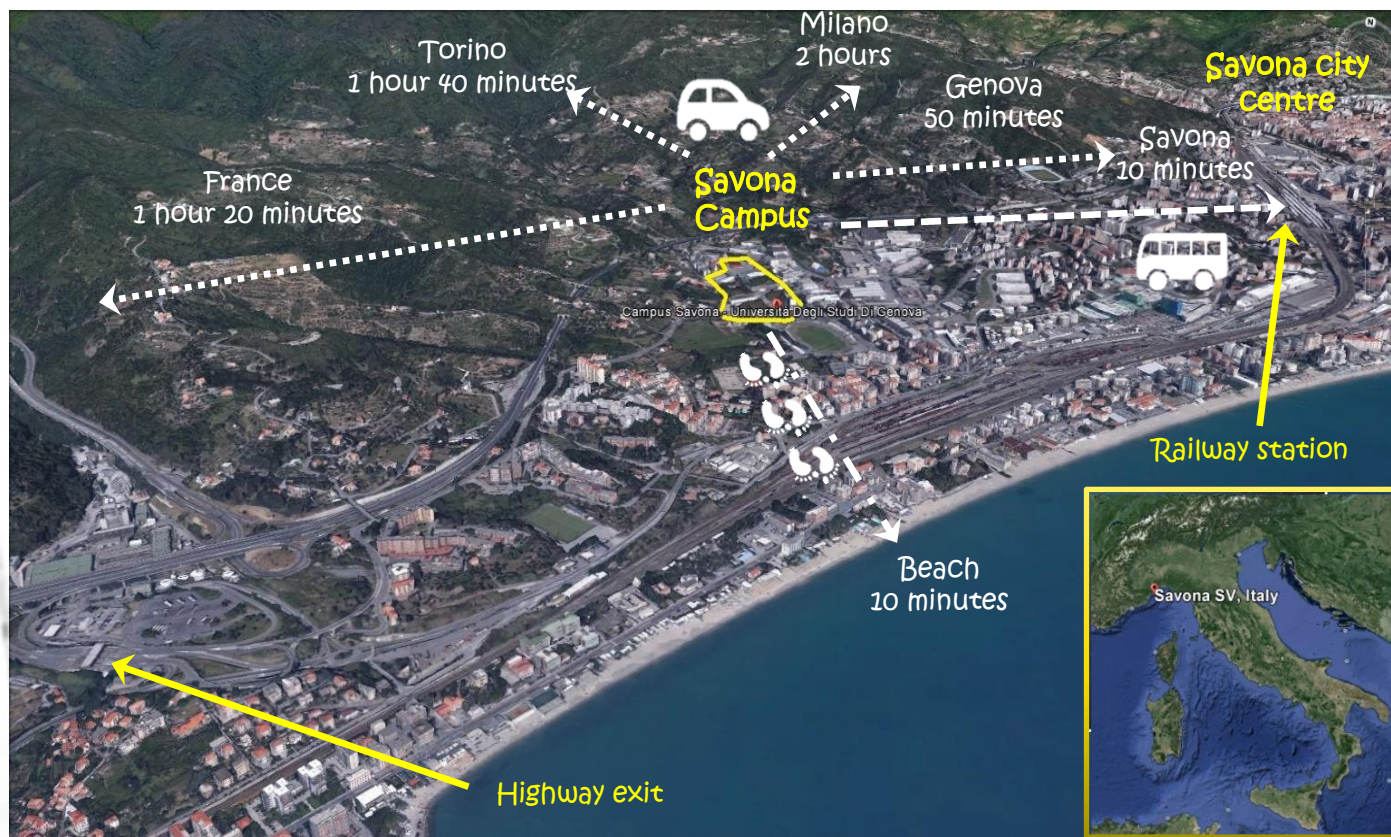 Torino
1 hour 40 minutes
Milano
2 hours
Genova
50 minutes
Savona city
centre
Savona
10 minutes
France
1 hour 20 minutes
Savona
Campus
Campus Savona - Università Degli Studi Di Genova
Railway station
Beach
10 minutes
Savona SV, Italy
Highway exit
N